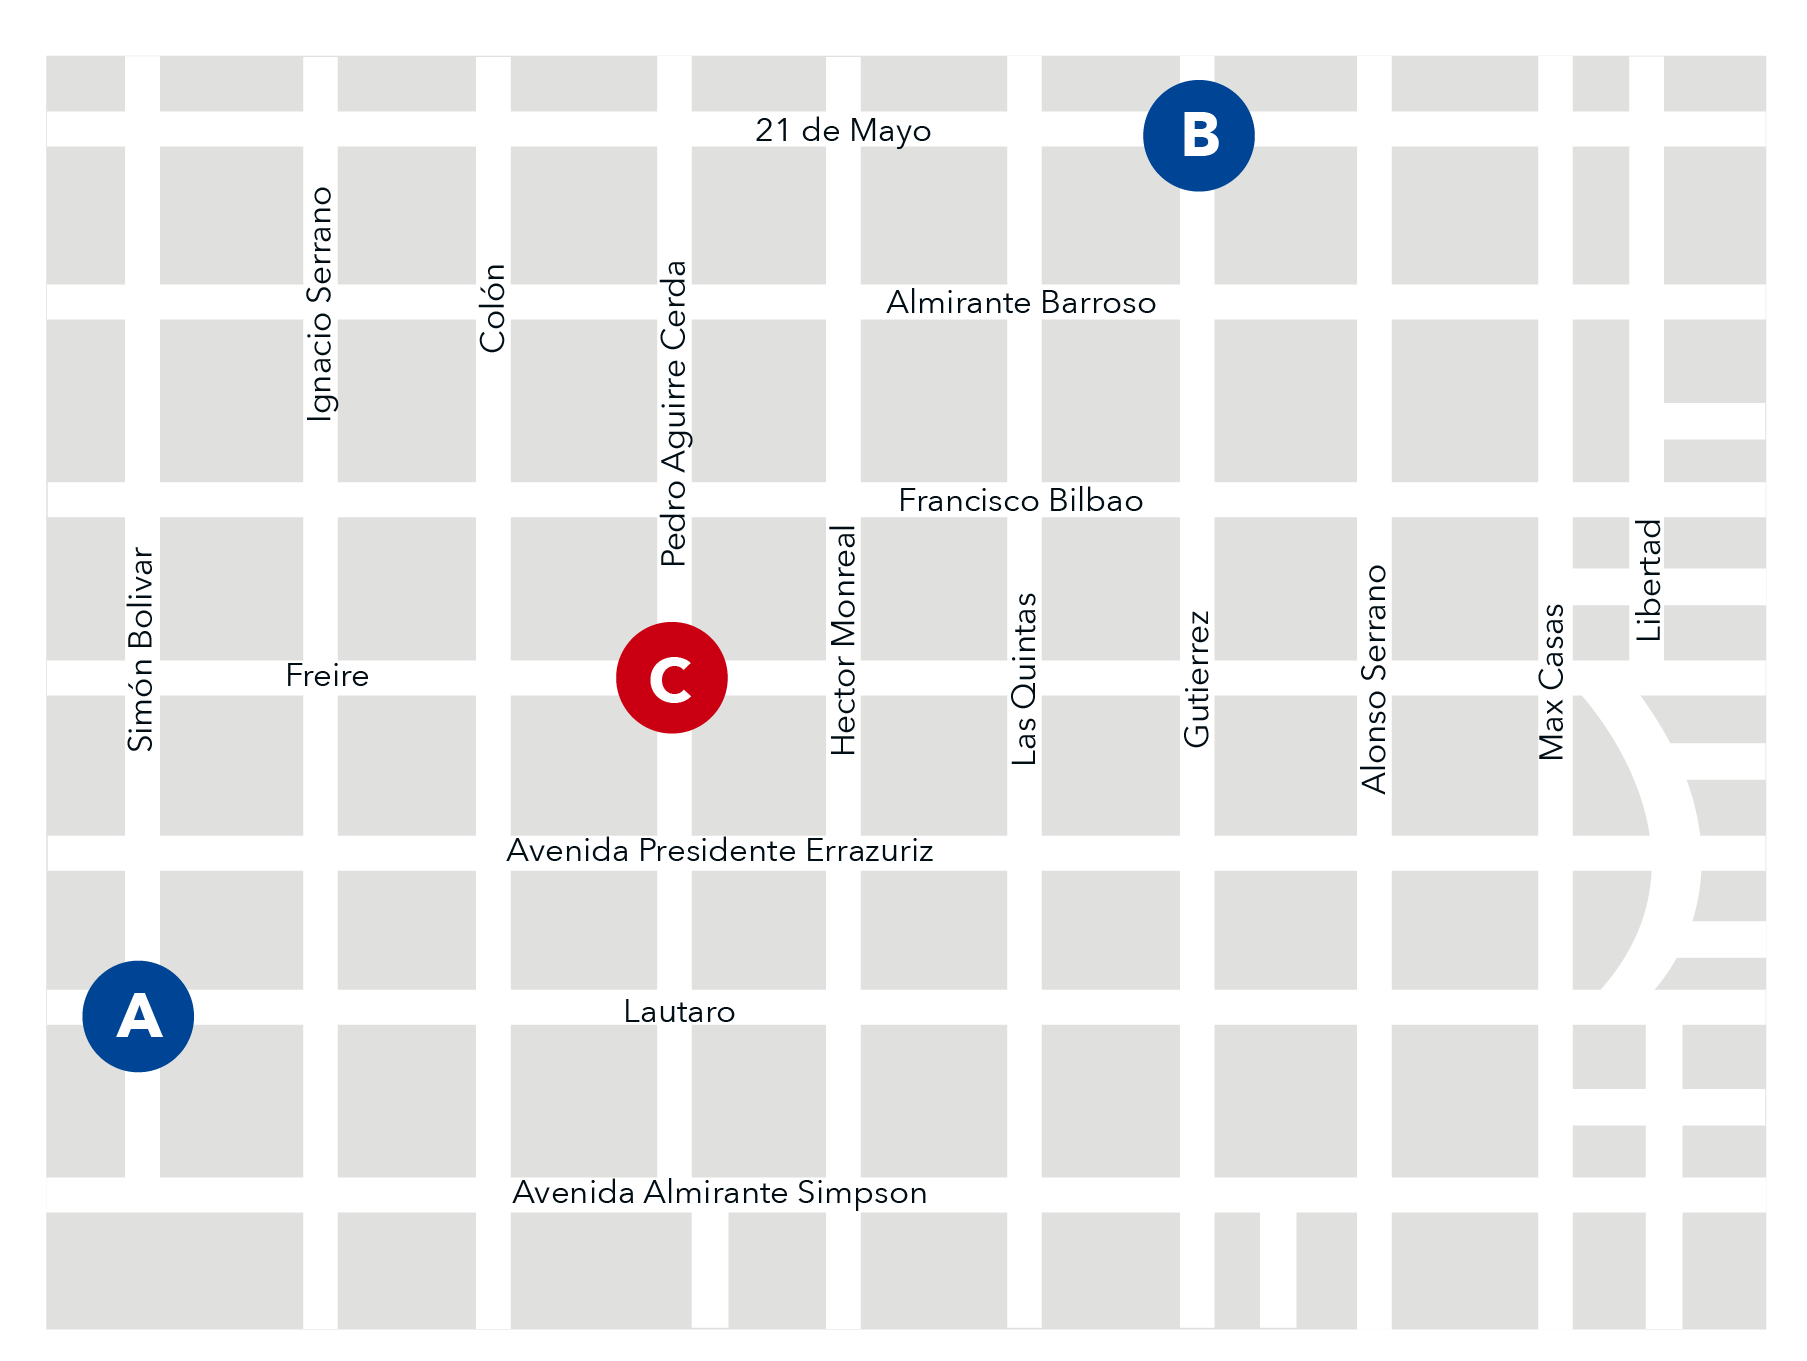 21 de Mayo
B
Ignacio Serrano
Colón
Pedro Aguirre Cerda
Almirante Barroso
Francisco Bilbao
Simón Bolivar
Hector Monreal
Las Quintas
Gutierrez
Alonso Serrano
Max Casas
Libertad
Freire
C
Avenida Presidente Errazuriz
A
Lautaro
Avenida Almirante Simpson